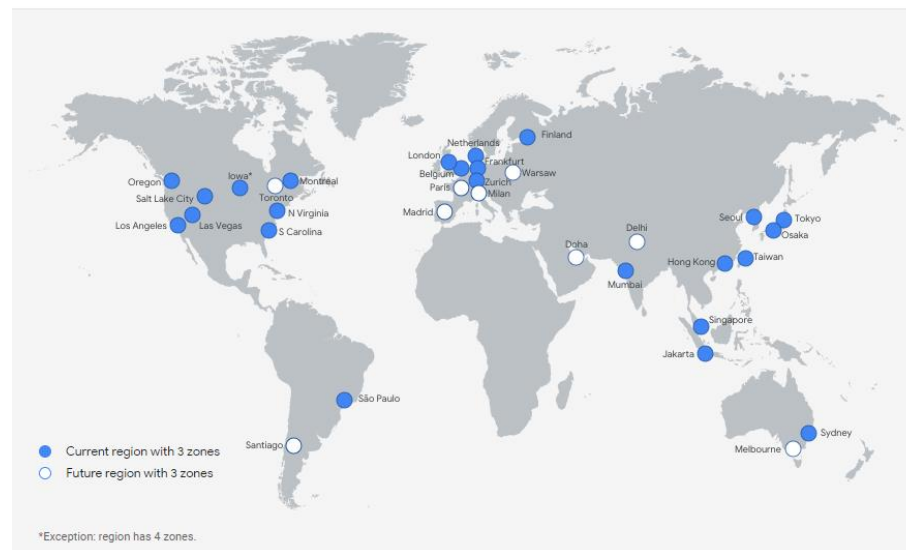 Finland
Netherlands
London
Frankfurt
Belgium
Warsaw
Zurich
Paris
Milan
Madrid
Oregon
Iowa*
Montréal
Salt Lake City
Toronto
N Virginia
Los Angeles
Las Vegas
S Carolina
Seoul
Tokyo
Osaka
Delhi
Doha
Taiwan
Hong Kong
Mumbai
Singapore
Jakarta
São Paulo
Santiago
Sydney
Melbourne
Current region with 3 zones
Future region with 3 zones
*Exception: region has 4 zones.